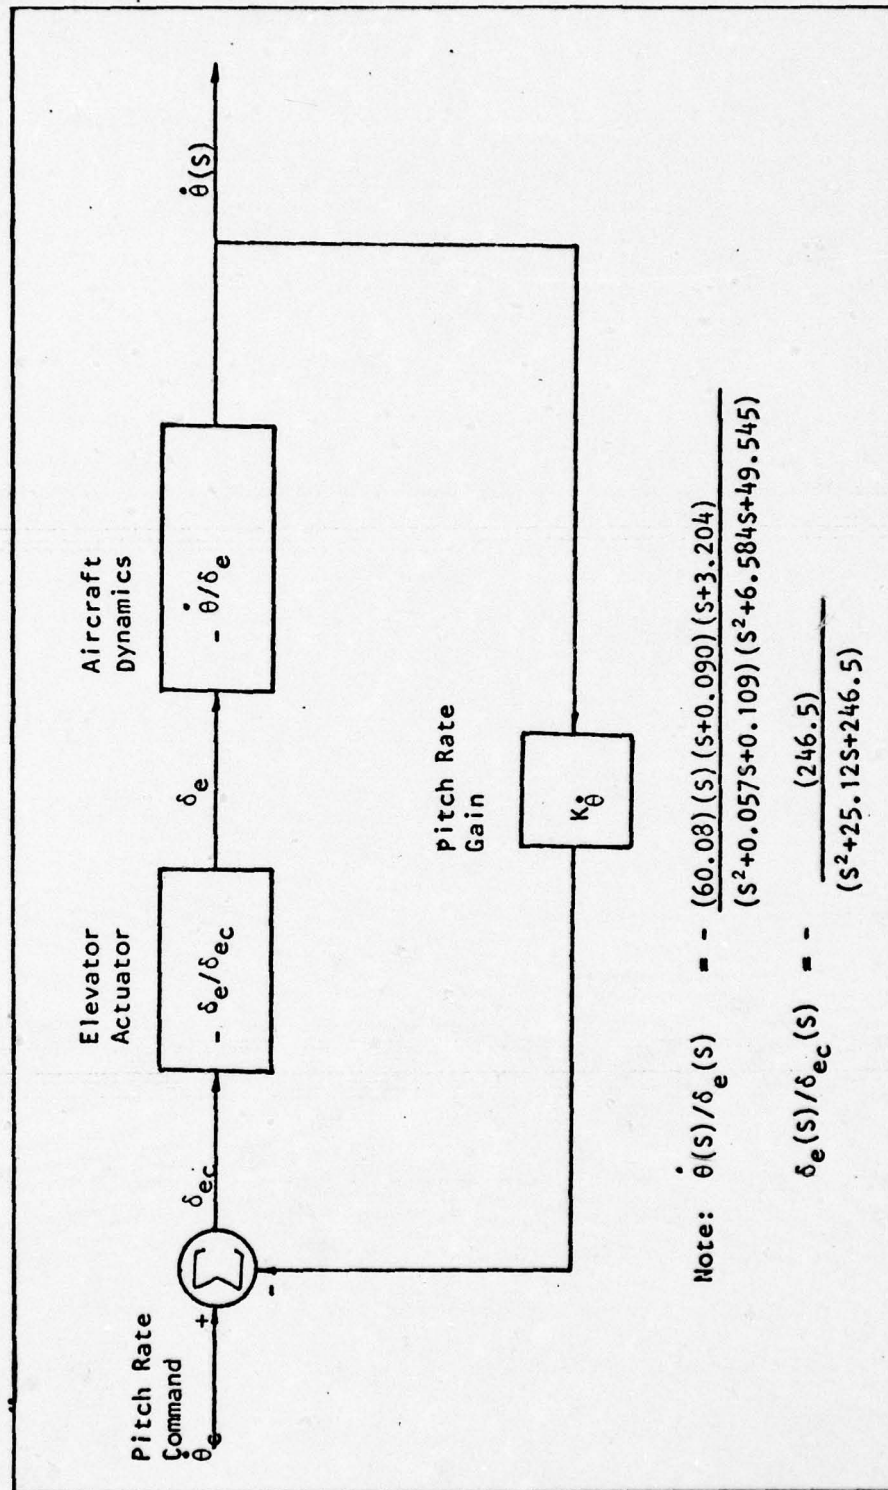 Pitch Rate
Command
θ̇c
+
-
Σ
δec
Elevator
Actuator
- δe/δec
δe
Aircraft
Dynamics
- θ̇/δe
θ̇(S)
Pitch Rate
Gain
Kθ̇
Note: θ̇(S)/δe(S) = - (60.08)(S)(S+0.090)(S+3.204)
(S²+0.057S+0.109)(S²+6.584S+49.545)
δe(S)/δec(S) = - (246.5)
(S²+25.12S+246.5)